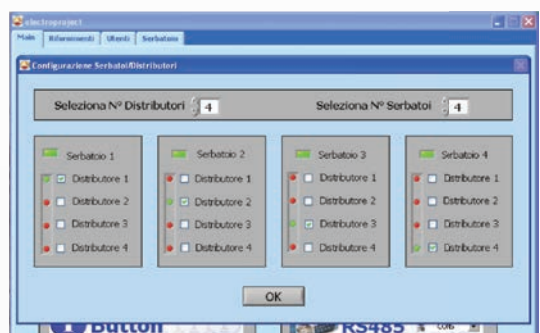 electroproject
Main Rifornimenti Utenti Serbatoio
Configurazione Serbatoi/Distributori
Seleziona N° Distributori 4 Seleziona N° Serbatoi 4
Serbatoio 1
Distributore 1
Distributore 2
Distributore 3
Distributore 4
Serbatoio 2
Distributore 1
Distributore 2
Distributore 3
Distributore 4
Serbatoio 3
Distributore 1
Distributore 2
Distributore 3
Distributore 4
Serbatoio 4
Distributore 1
Distributore 2
Distributore 3
Distributore 4
OK
Button RS485